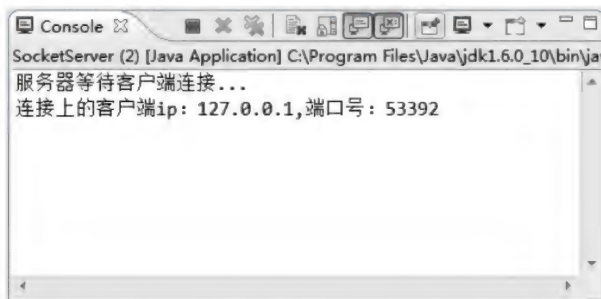 Console
SocketServer (2) [Java Application] C:\Program Files\Java\jdk1.6.0_10\bin\ja
服务器等待客户端连接...
连接上的客户端ip: 127.0.0.1,端口号: 53392